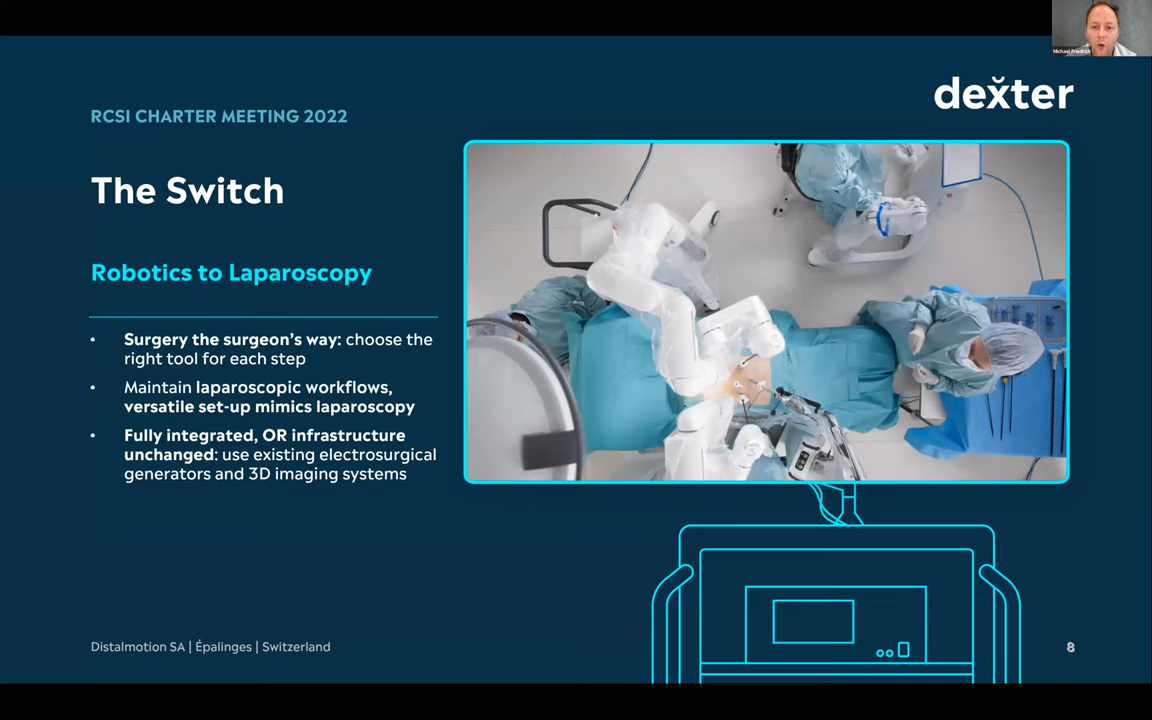 Michael Friedrich
dexter
RCSI CHARTER MEETING 2022
The Switch
Robotics to Laparoscopy
• Surgery the surgeon's way: choose the
right tool for each step
• Maintain laparoscopic workflows,
versatile set-up mimics laparoscopy
• Fully integrated, OR infrastructure
unchanged: use existing electrosurgical
generators and 3D imaging systems
Distalmotion SA | Épalinges | Switzerland
8